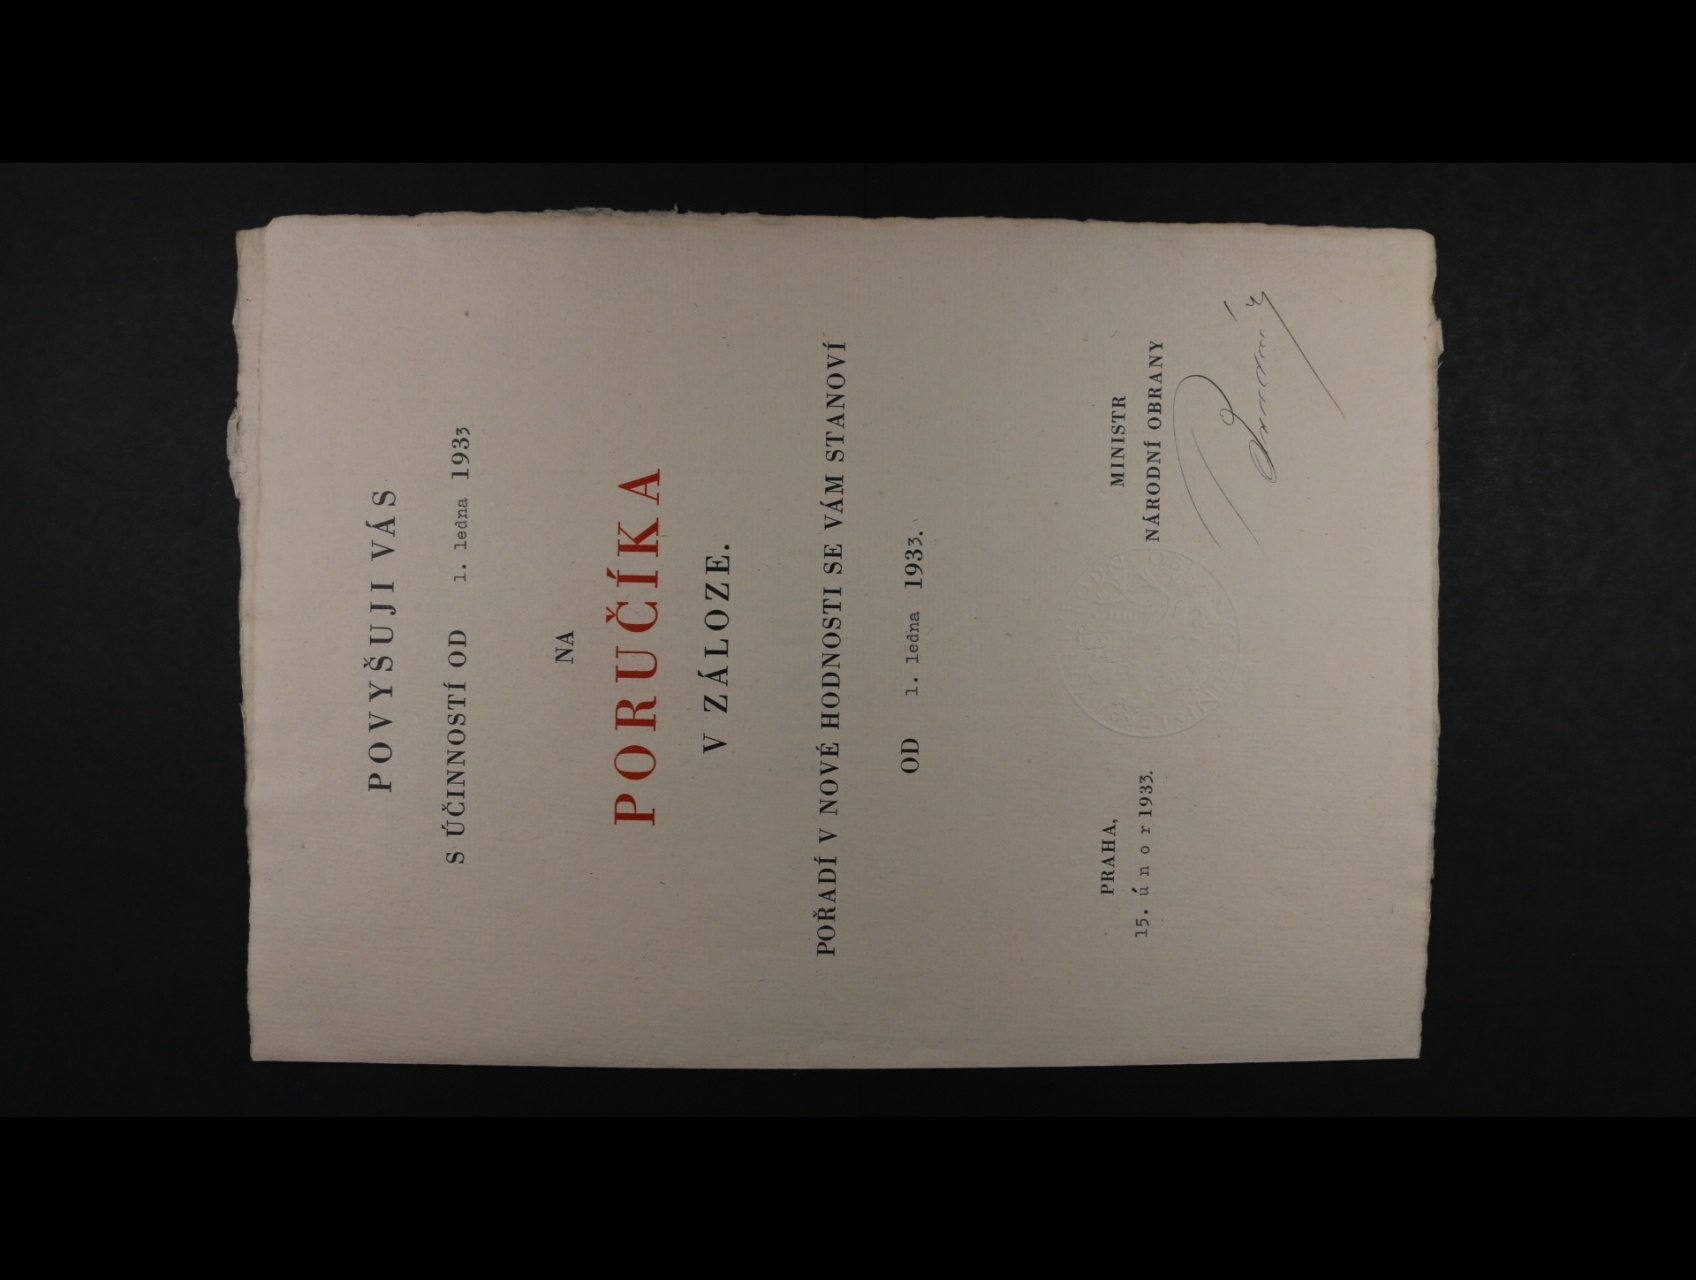 POVYŠUJI VÁS
S ÚČINNOSTÍ OD 1. ledna 1933
NA
PORUČÍKA
V ZÁLOZE.
POŘADÍ V NOVÉ HODNOSTI SE VÁM STANOVÍ
OD 1. ledna 1933.
PRAHA,
15. únor 1933.
MINISTR
NÁRODNÍ OBRANY